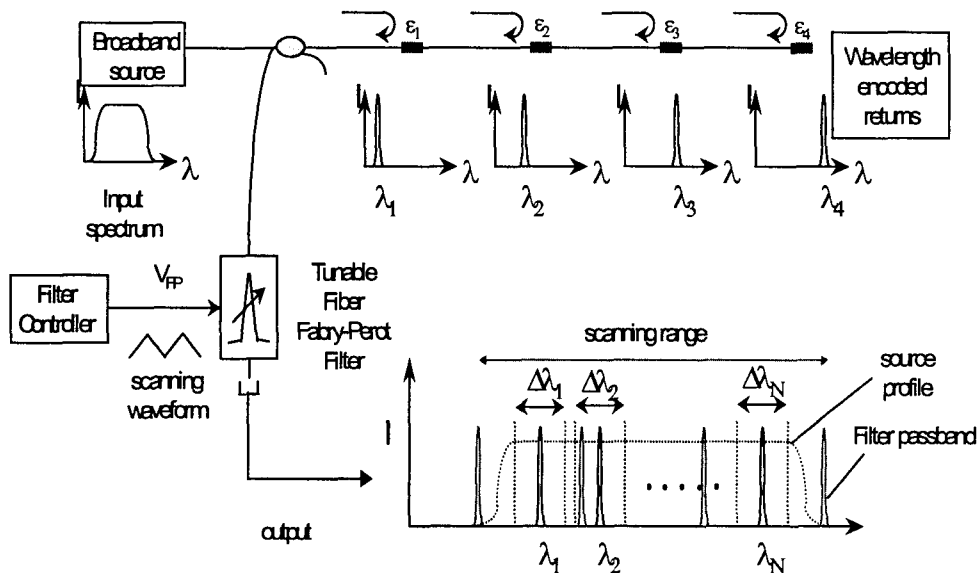 Broadband
source
ε1
ε2
ε3
ε4
Wavelength
encoded
returns
I
λ
Input
spectrum
I
λ
λ1
I
λ
λ2
I
λ
λ3
I
λ
λ4
Filter
Controller
VFP
scanning
waveform
Tunable
Fiber
Fabry-Perot
Filter
output
scanning range
source
profile
Filter passband
Δλ1
Δλ2
ΔλN
I
.....
λ1
λ2
λN